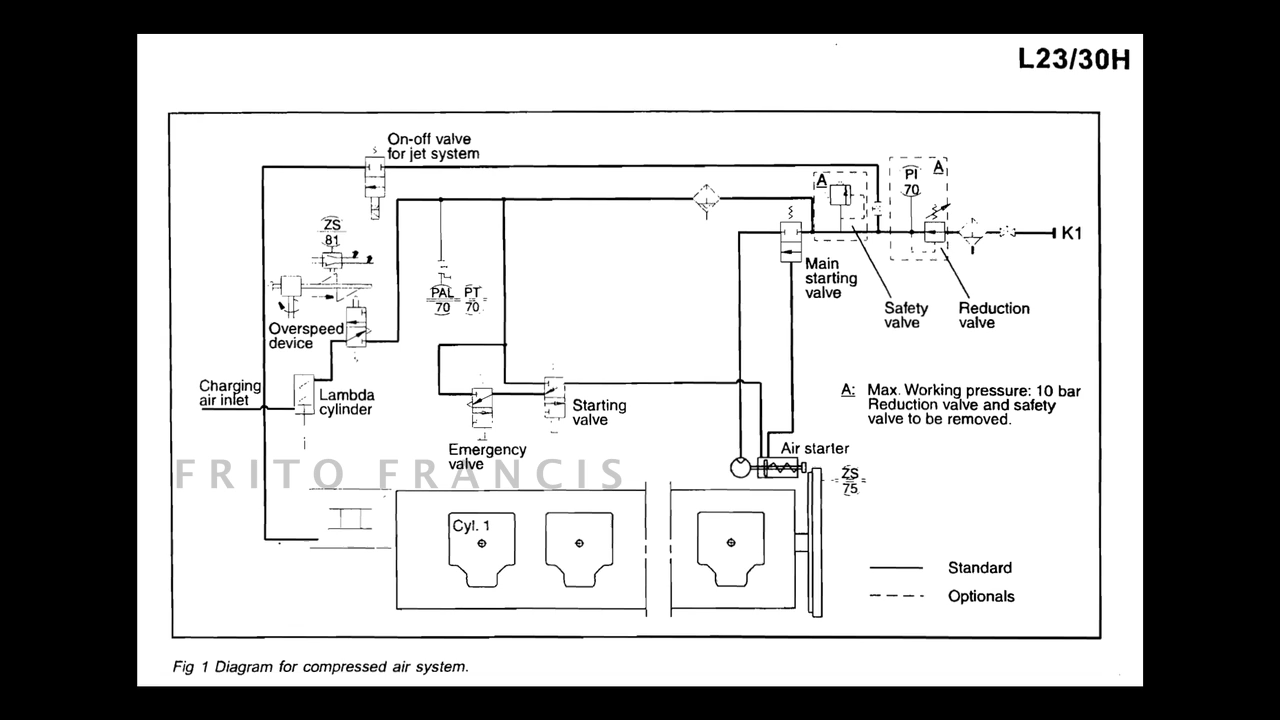 L23/30H
On-off valve
for jet system
A
PI
70
A
ZS
81
K1
Main
starting
valve
PAL
70
PT
70
Safety
valve
Reduction
valve
Overspeed
device
Charging
air inlet
Lambda
cylinder
A: Max. Working pressure: 10 bar
Reduction valve and safety
valve to be removed.
Starting
valve
Emergency
valve
Air starter
FRITO FRANCIS
ZS
75
Cyl. 1
Standard
Optionals
Fig 1 Diagram for compressed air system.